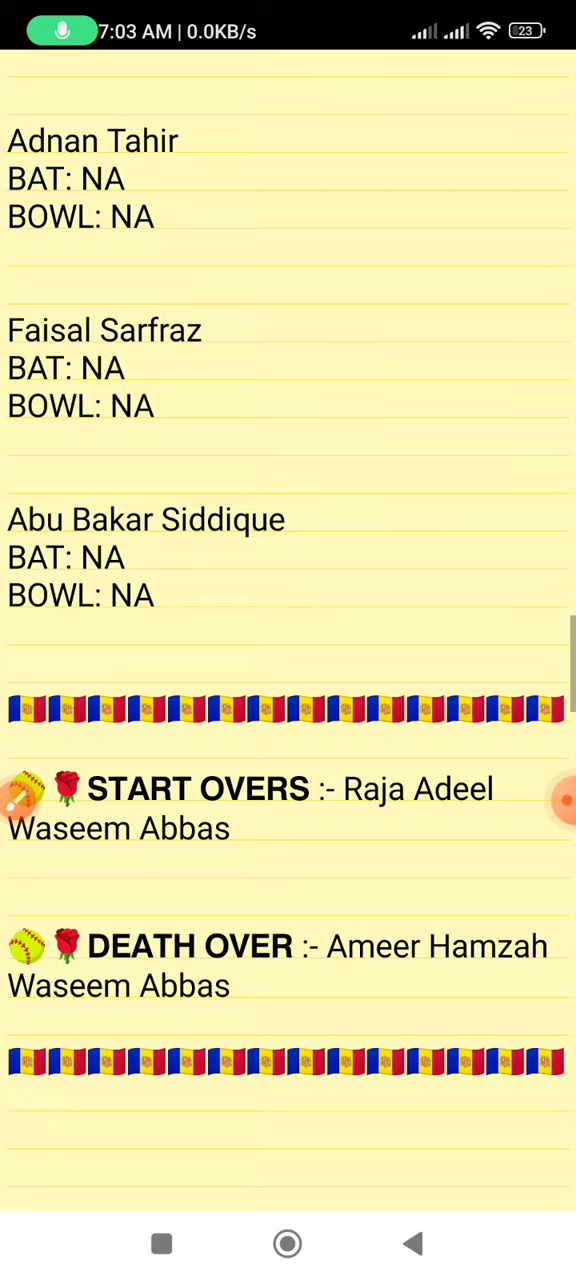 7:03 AM | 0.0KB/s
23
Adnan Tahir
BAT: NA
BOWL: NA
Faisal Sarfraz
BAT: NA
BOWL: NA
Abu Bakar Siddique
BAT: NA
BOWL: NA
START OVERS :- Raja Adeel
Waseem Abbas
DEATH OVER :- Ameer Hamzah
Waseem Abbas